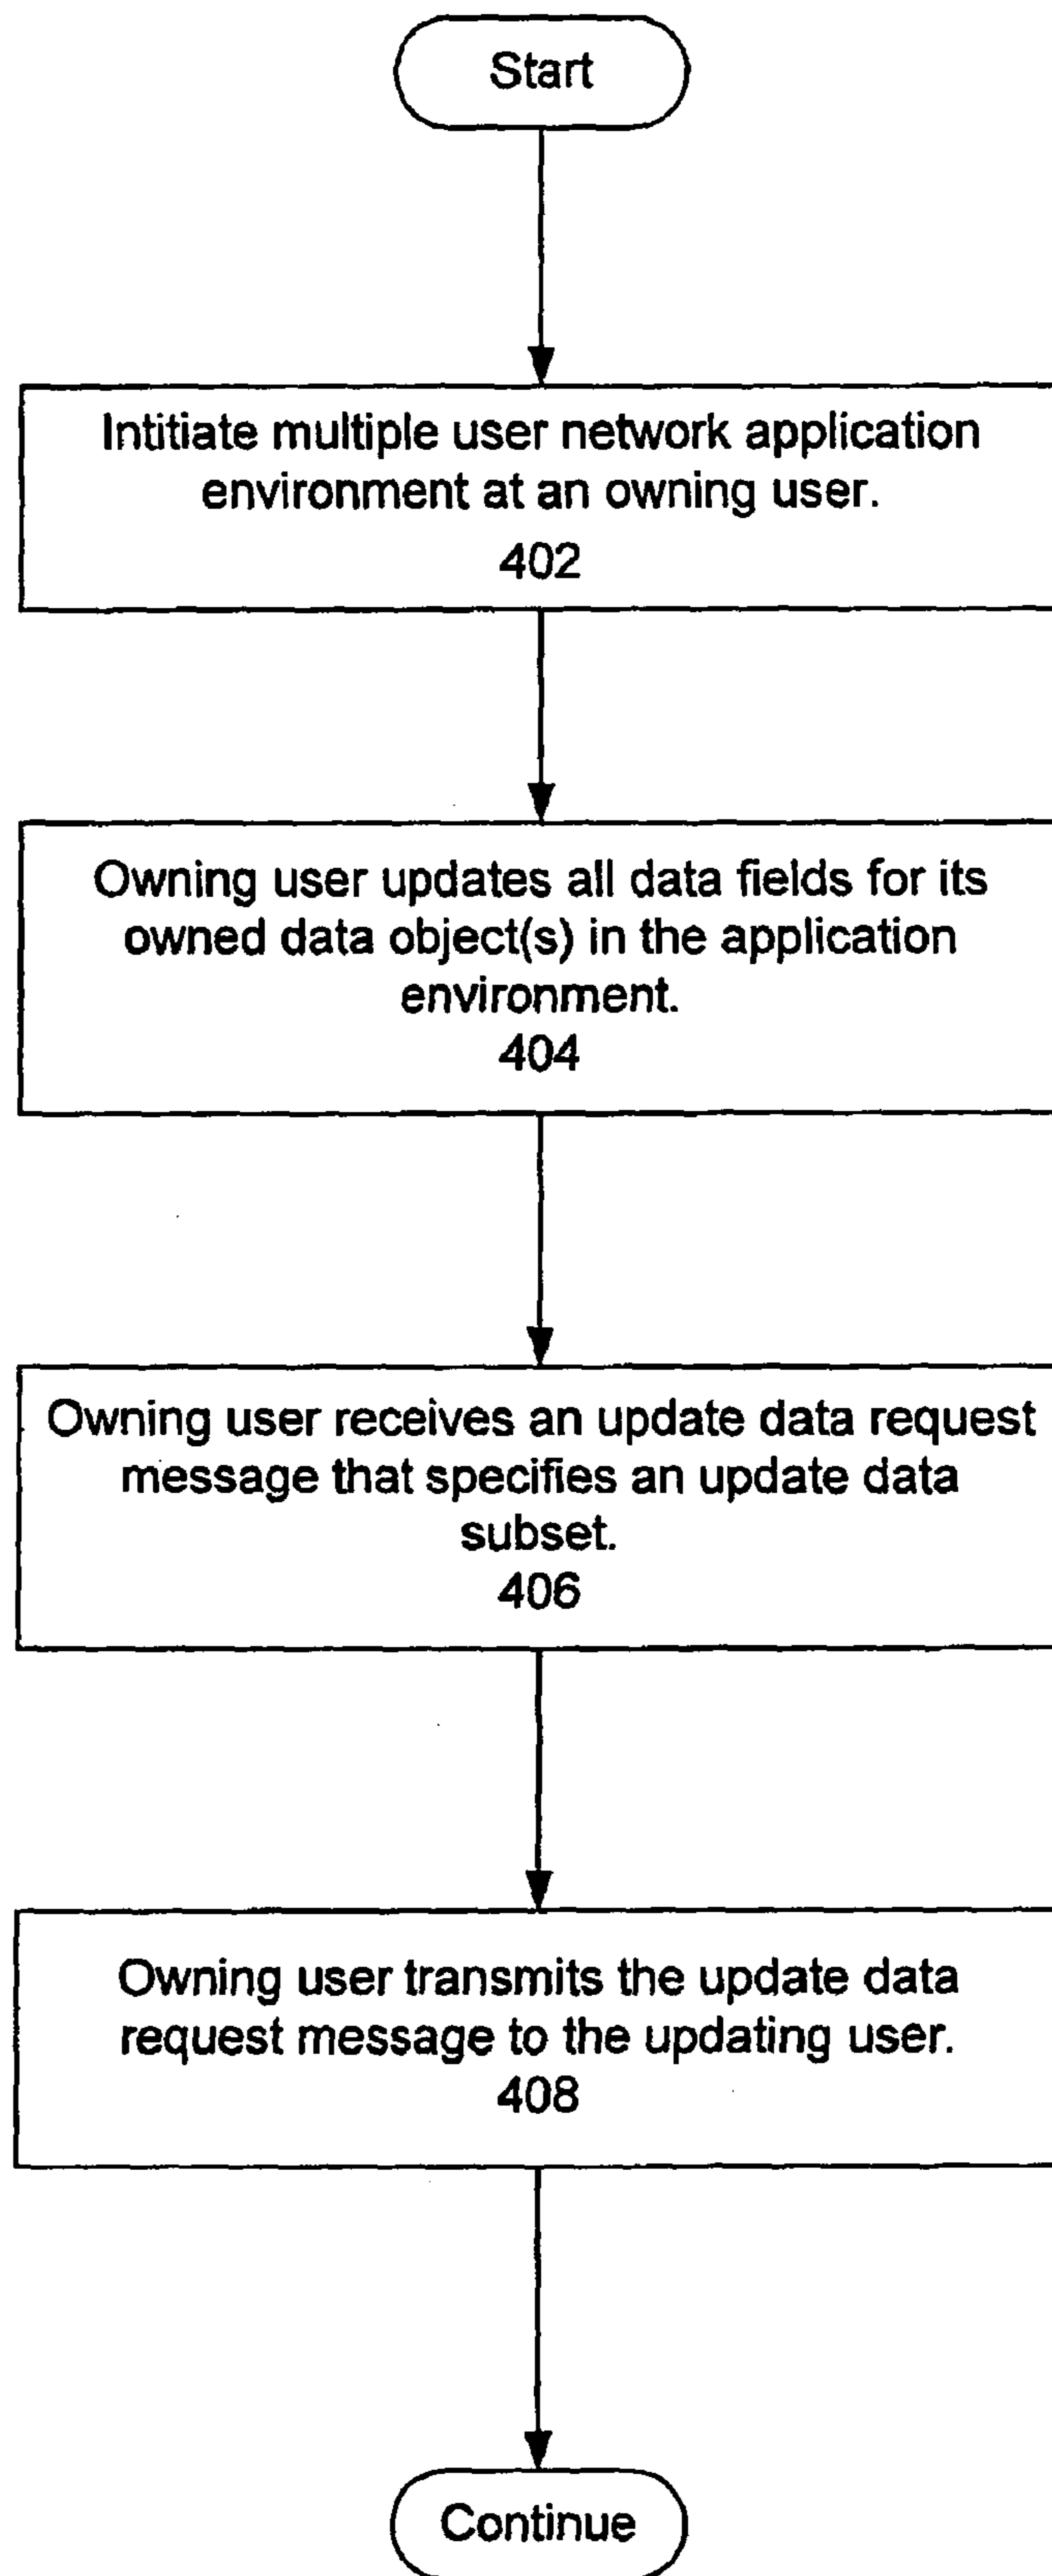 Start
Intitiate multiple user network application
environment at an owning user.
402
Owning user updates all data fields for its
owned data object(s) in the application
environment.
404
Owning user receives an update data request
message that specifies an update data
subset.
406
Owning user transmits the update data
request message to the updating user.
408
Continue